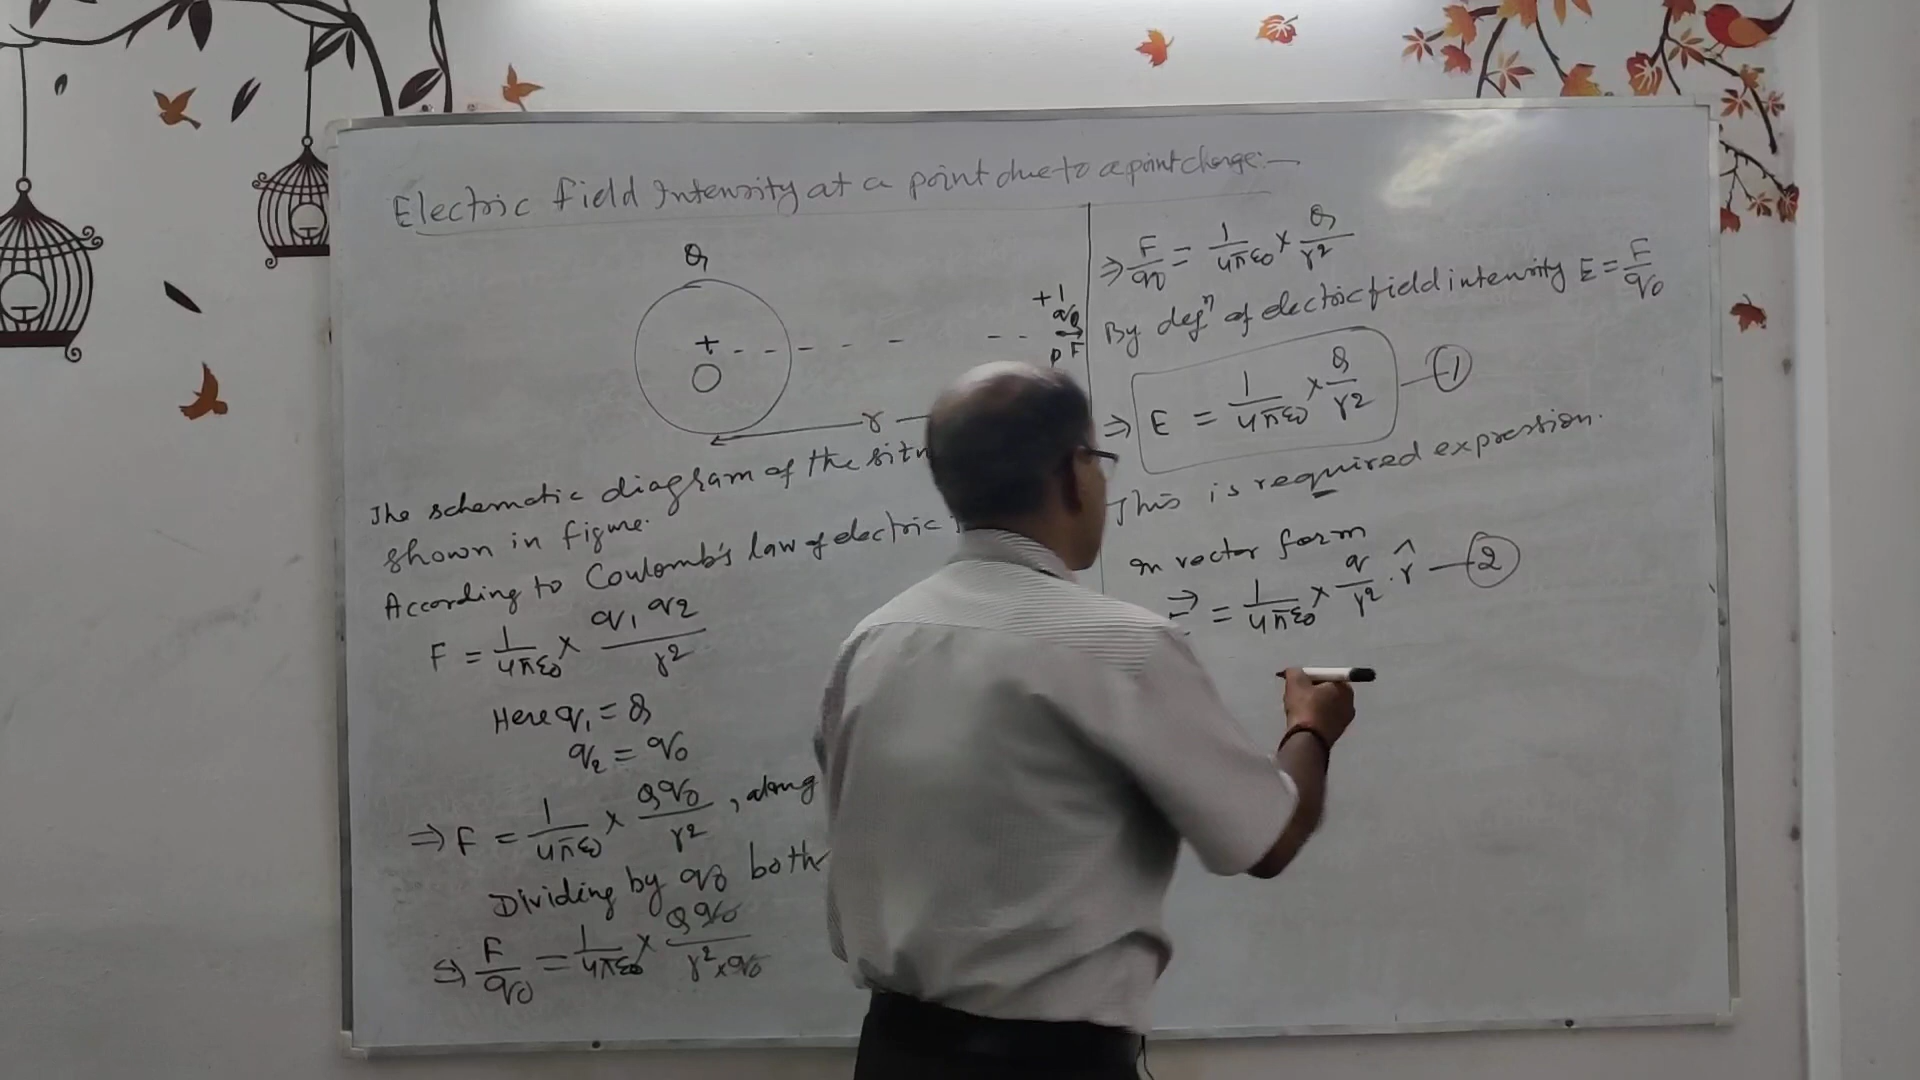 Electric field Intensity at a point due to a point charge:—
Q
+1
q0
+
O
P F
r
The schematic diagram of the
shown in figure.
According to Coulomb's law of electric
F = 1/4πε0 × q1 q2/r²
Here q1 = Q
q2 = q0
⇒ F = 1/4πε0 × Qq0/r², along
Dividing by q0 both
⇒ F/q0 = 1/4πε0 × Qq0/r²×q0
⇒ F/q0 = 1/4πε0 × Q/r²
By defⁿ of electric field intensity E = F/q0
⇒ E = 1/4πε0 × Q/r² — (1)
This is required expression.
In vector form
= 1/4πε0 × q/r² . r̂ — (2)